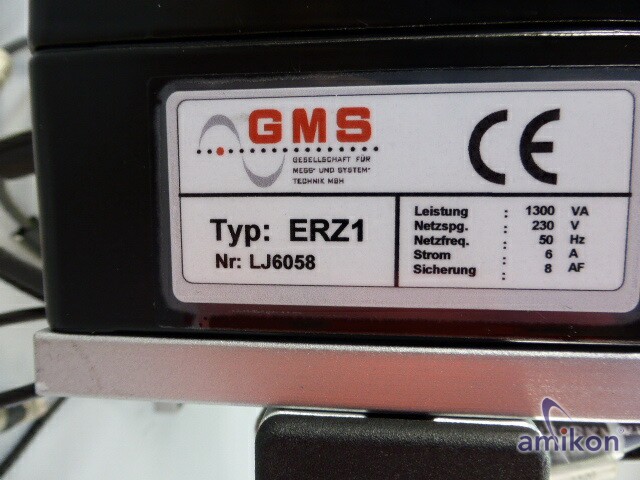 GMS
GESELLSCHAFT FÜR
MESS- UND SYSTEM-
TECHNIK MBH
CE
Typ: ERZ1
Nr: LJ6058
Leistung : 1300 VA
Netzspg. : 230 V
Netzfreq. : 50 Hz
Strom : 6 A
Sicherung : 8 AF
amikon